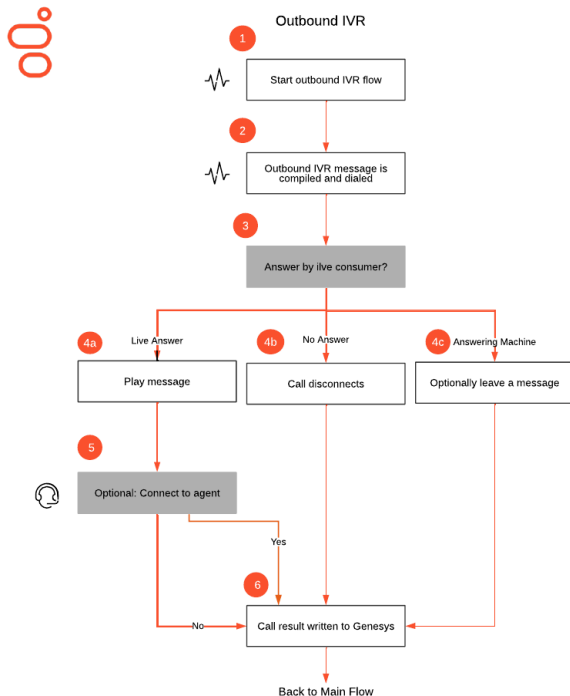 Outbound IVR
1
Start outbound IVR flow
2
Outbound IVR message is
compiled and dialed
3
Answer by ilve consumer?
4a
Live Answer
4b
No Answer
4c
Answering Machine
Play message
Call disconnects
Optionally leave a message
5
Optional: Connect to agent
Yes
6
No
Call result written to Genesys
Back to Main Flow